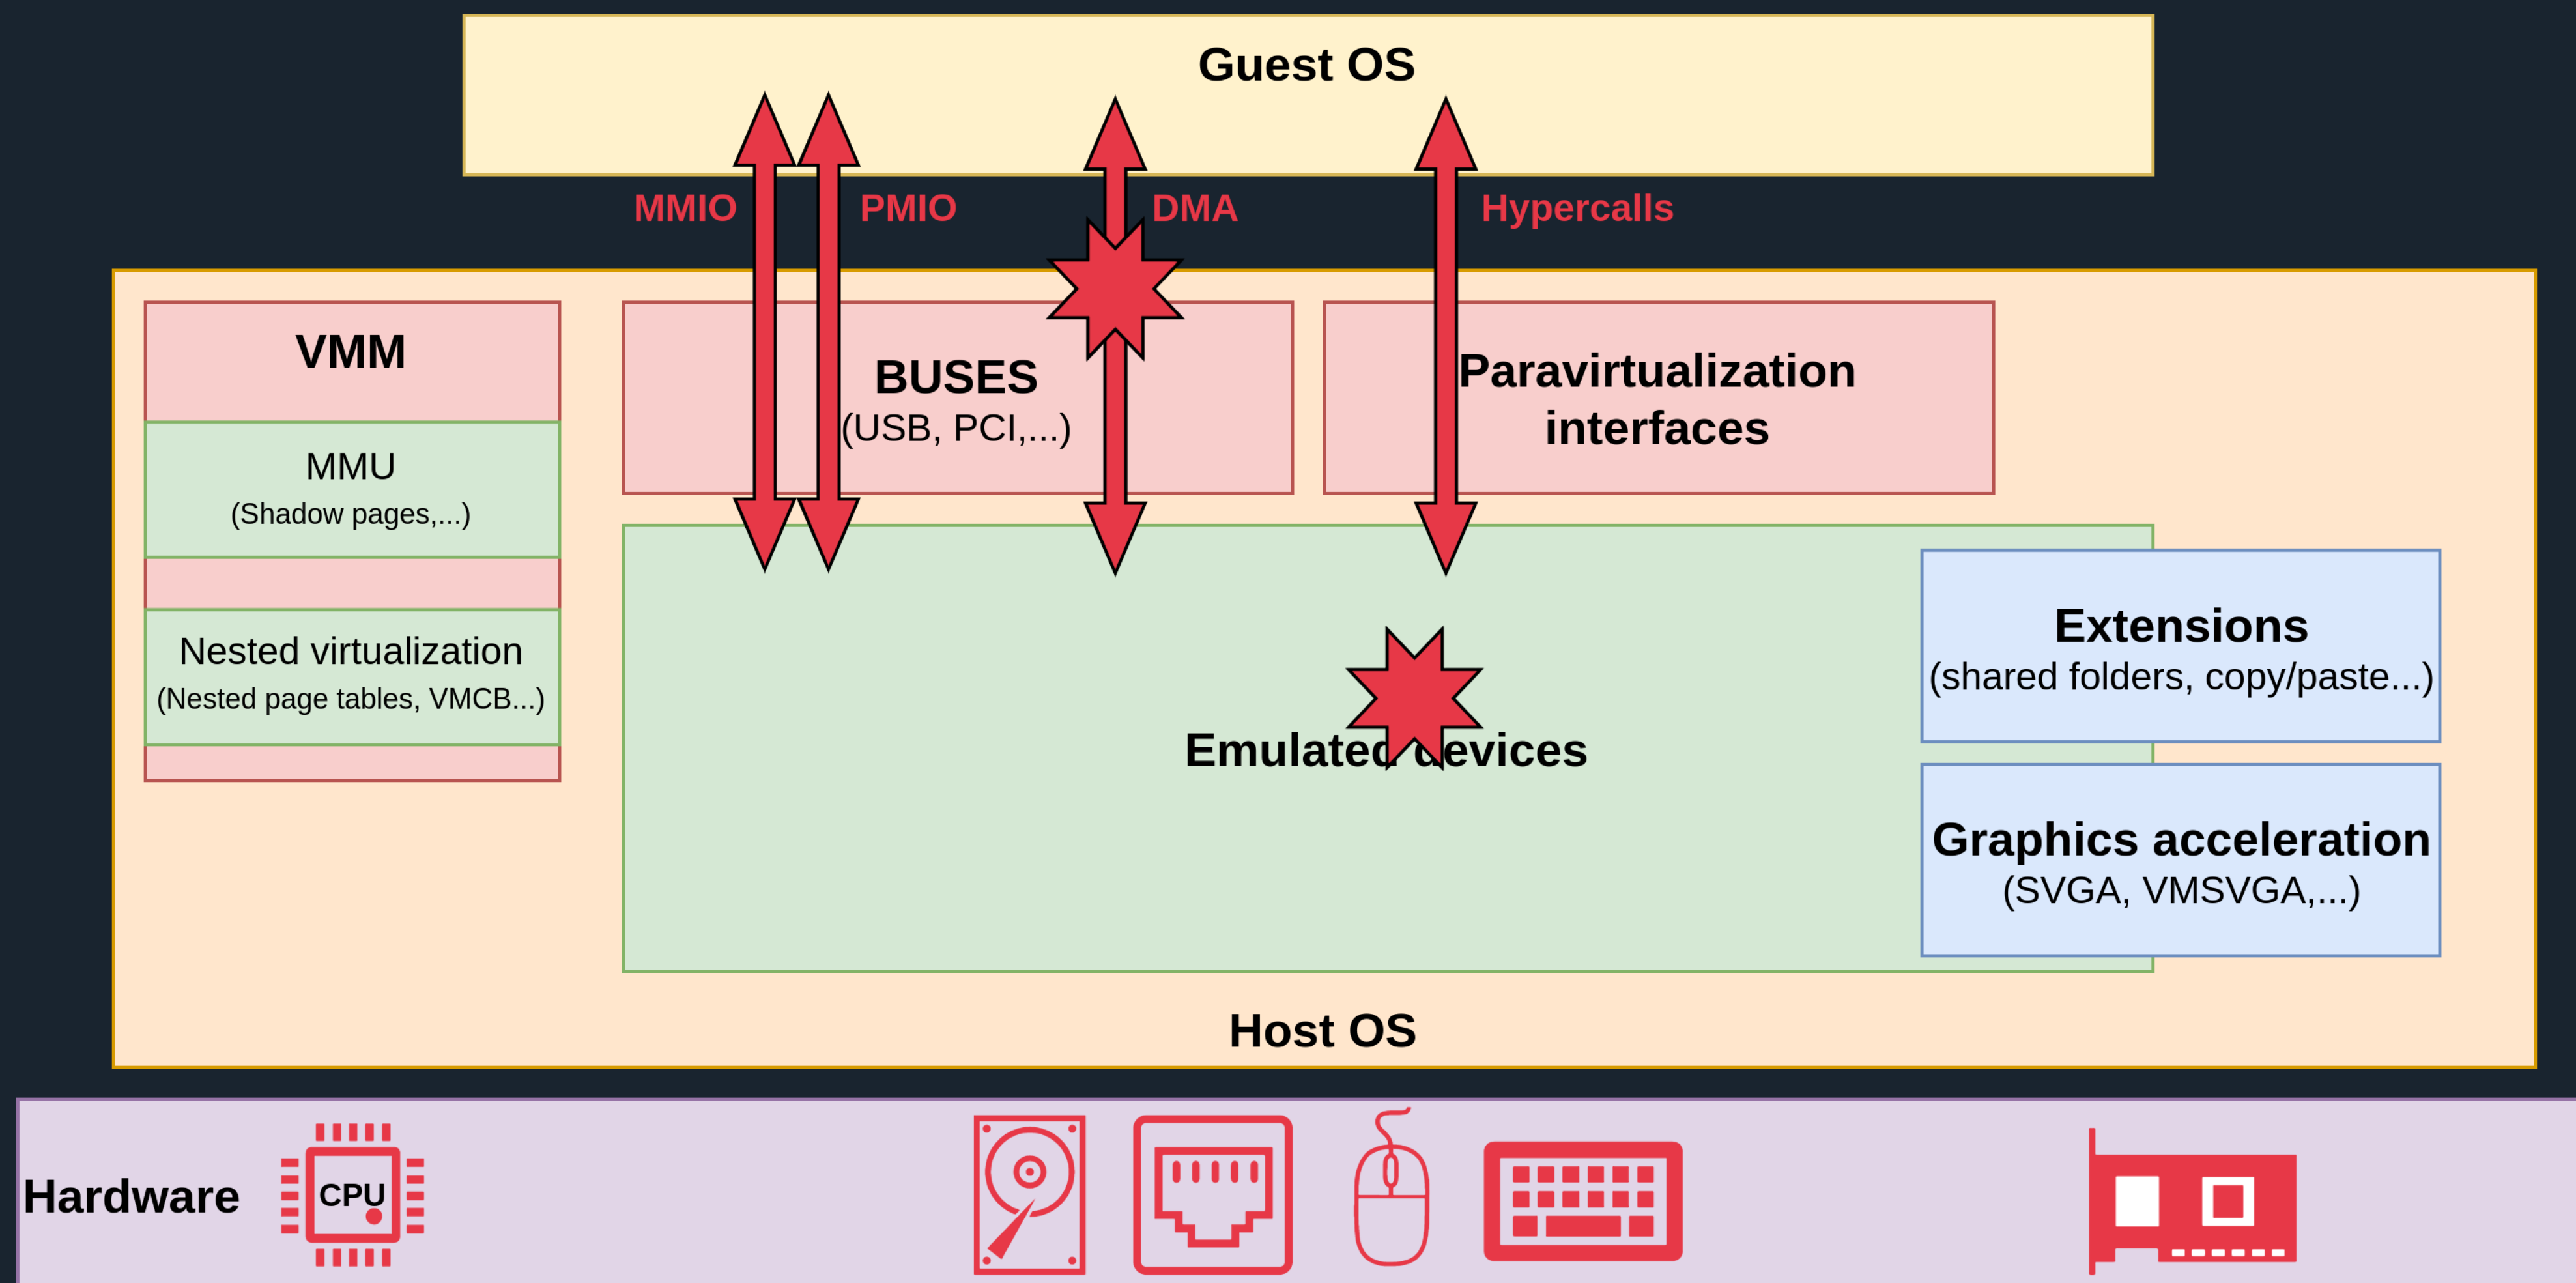 Guest OS
MMIO
PMIO
DMA
Hypercalls
VMM
MMU
(Shadow pages,...)
Nested virtualization
(Nested page tables, VMCB...)
BUSES
(USB, PCI,...)
Paravirtualization
interfaces
Emulated devices
Extensions
(shared folders, copy/paste...)
Graphics acceleration
(SVGA, VMSVGA,...)
Host OS
Hardware
CPU